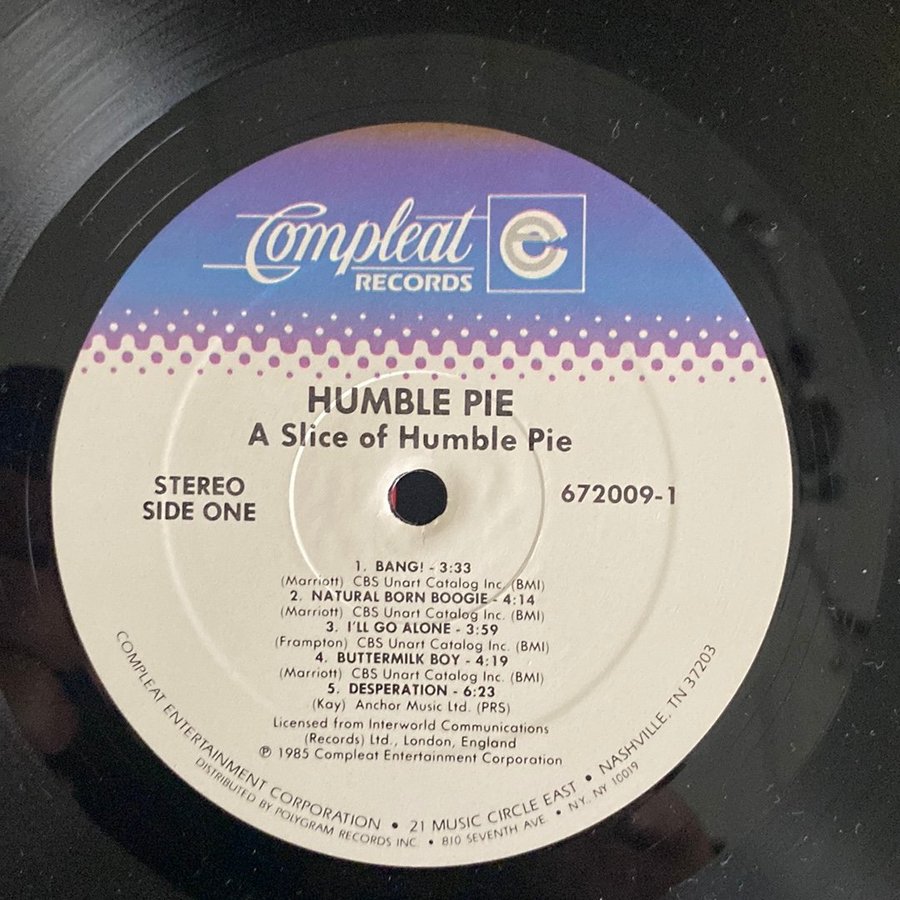 Compleat
RECORDS
HUMBLE PIE
A Slice of Humble Pie
STEREO
SIDE ONE
672009-1
1. BANG! - 3:33
(Marriott) CBS Unart Catalog Inc. (BMI)
2. NATURAL BORN BOOGIE - 4:14
(Marriott) CBS Unart Catalog Inc. (BMI)
3. I'LL GO ALONE - 3:59
(Frampton) CBS Unart Catalog Inc. (BMI)
4. BUTTERMILK BOY - 4:19
(Marriott) CBS Unart Catalog Inc. (BMI)
5. DESPERATION - 6:23
(Kay) Anchor Music Ltd. (PRS)
Licensed from Interworld Communications
(Records) Ltd., London, England
℗ 1985 Compleat Entertainment Corporation
COMPLEAT ENTERTAINMENT CORPORATION • 21 MUSIC CIRCLE EAST • NASHVILLE, TN 37203
DISTRIBUTED BY POLYGRAM RECORDS INC. • 810 SEVENTH AVE. • N.Y., NY 10019